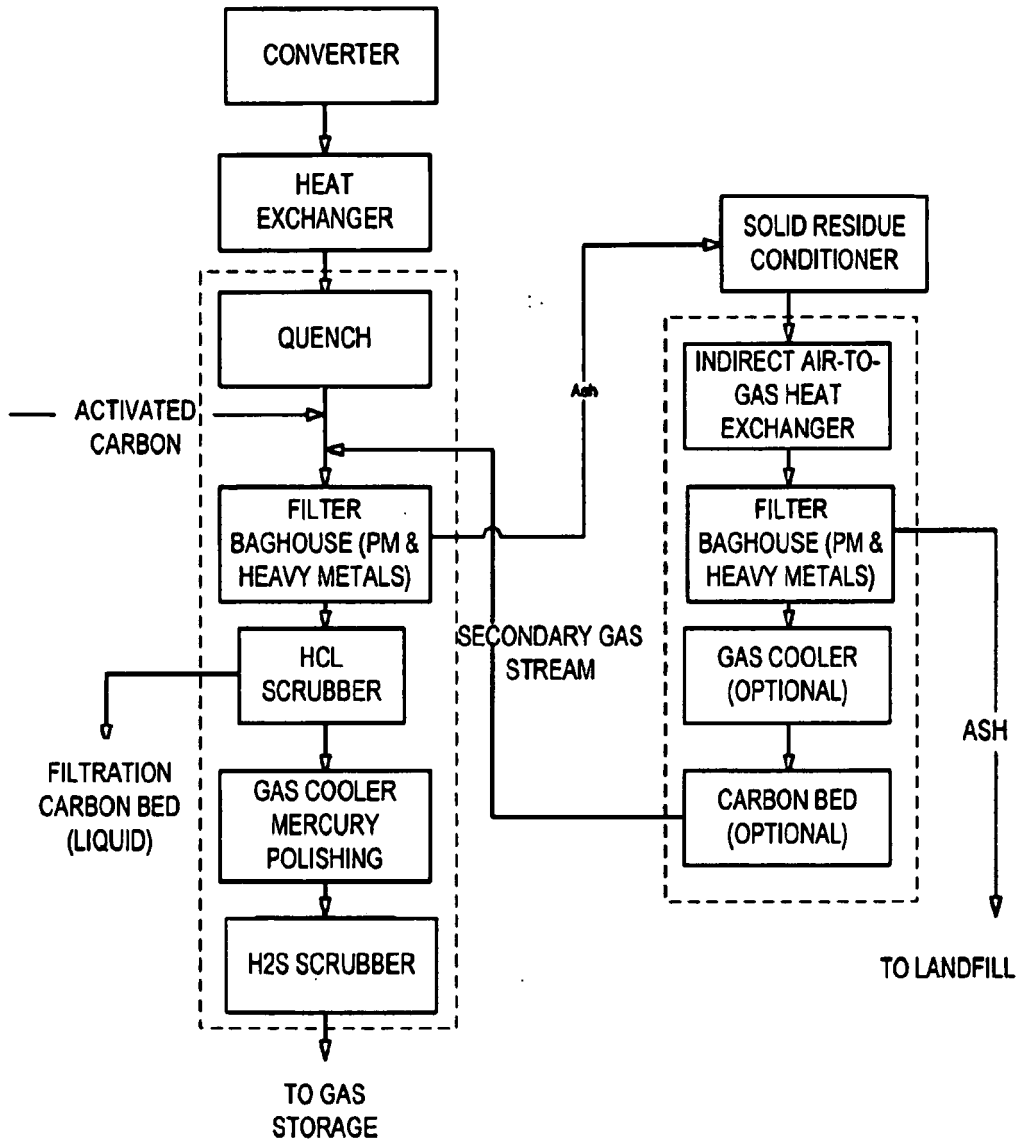 CONVERTER
HEAT
EXCHANGER
QUENCH
ACTIVATED
CARBON
FILTER
BAGHOUSE (PM &
HEAVY METALS)
HCL
SCRUBBER
FILTRATION
CARBON BED
(LIQUID)
GAS COOLER
MERCURY
POLISHING
H2S SCRUBBER
TO GAS
STORAGE
Ash
SECONDARY GAS
STREAM
SOLID RESIDUE
CONDITIONER
INDIRECT AIR-TO-
GAS HEAT
EXCHANGER
FILTER
BAGHOUSE (PM &
HEAVY METALS)
GAS COOLER
(OPTIONAL)
CARBON BED
(OPTIONAL)
ASH
TO LANDFILL